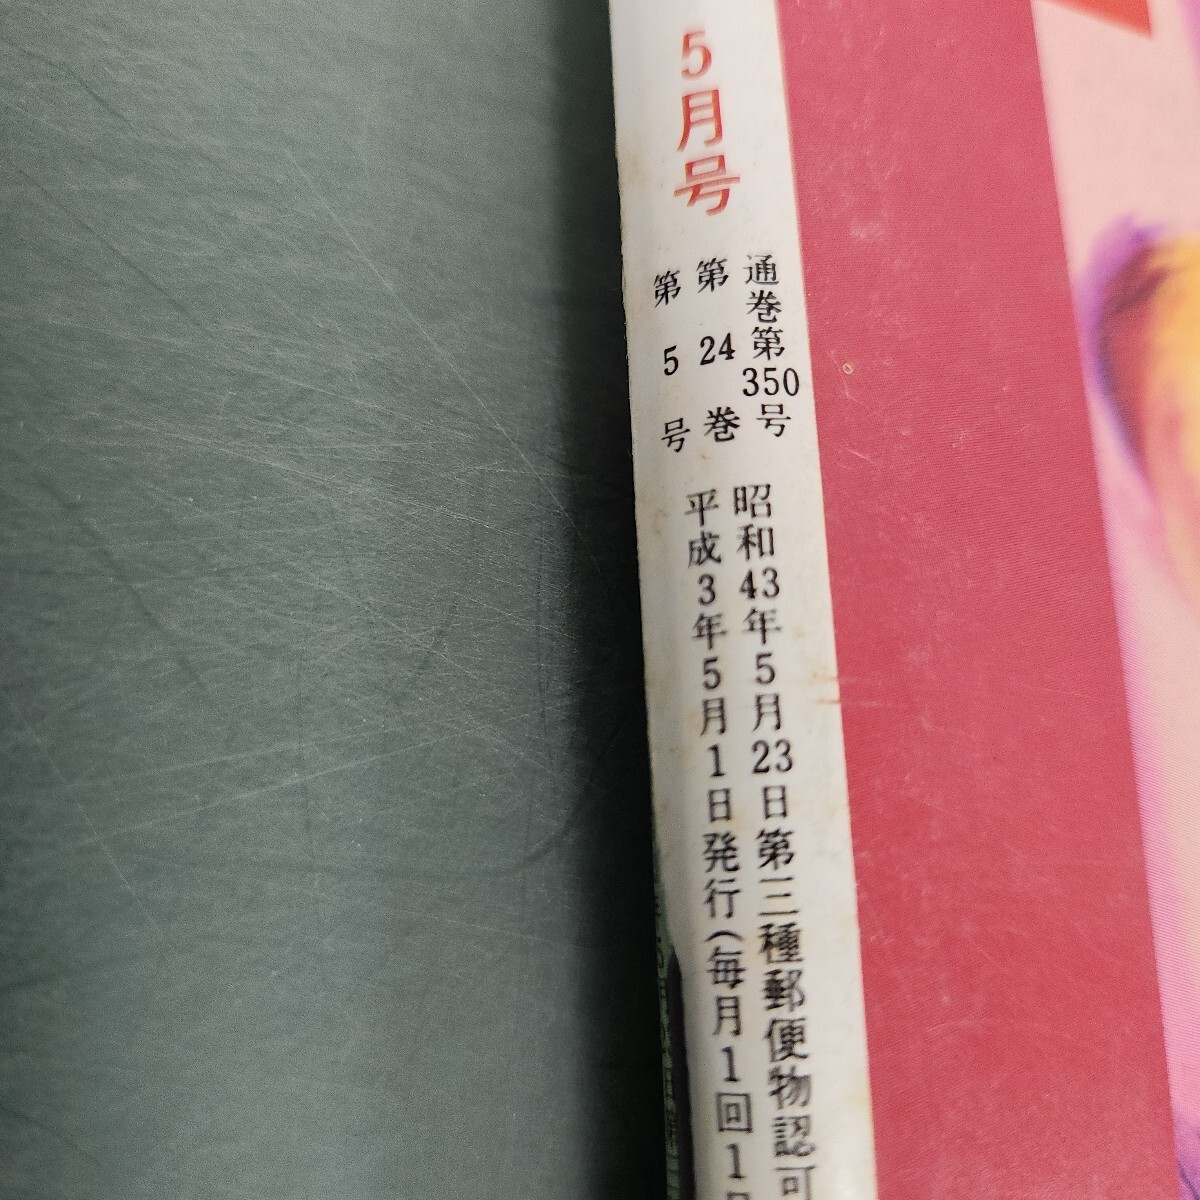 5月号
通巻第350号
第24巻
第5号
昭和43年5月23日第三種郵便物認可
平成3年5月1日発行(毎月1回1日